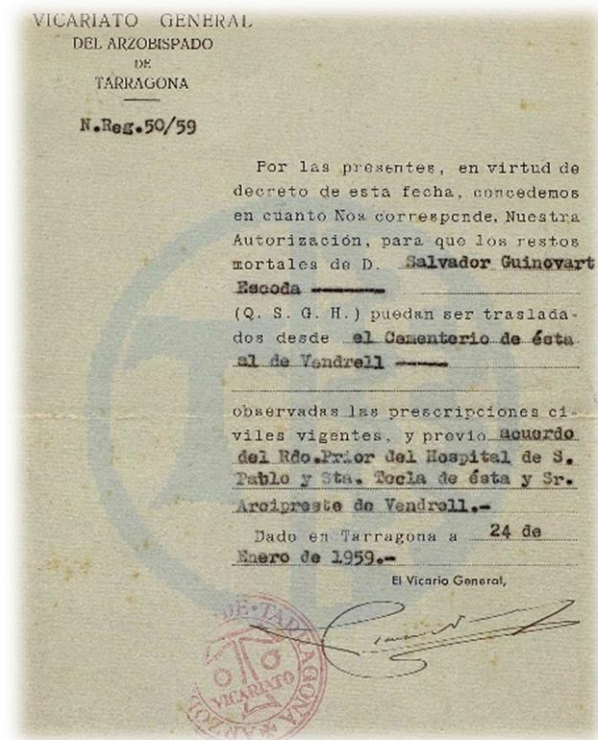 VICARIATO GENERAL
DEL ARZOBISPADO
DE
TARRAGONA
N.Reg.50/59
Por las presentes, en virtud de
decreto de esta fecha, concedemos
en cuanto Nos corresponde, Nuestra
Autorización, para que los restos
mortales de D. Salvador Guinovart
Escoda
(Q. S. G. H.) puedan ser traslada-
dos desde el Cementerio de ésta
al de Vendrell
observadas las prescripciones ci-
viles vigentes, y previo acuerdo
del Rdo.Prior del Hospital de S.
Pablo y Sta. Tecla de ésta y Sr.
Arcipreste de Vendrell.-
Dado en Tarragona a 24 de
Enero de 1959.-
El Vicario General,
DE·TARRAGONA
VICARIATO